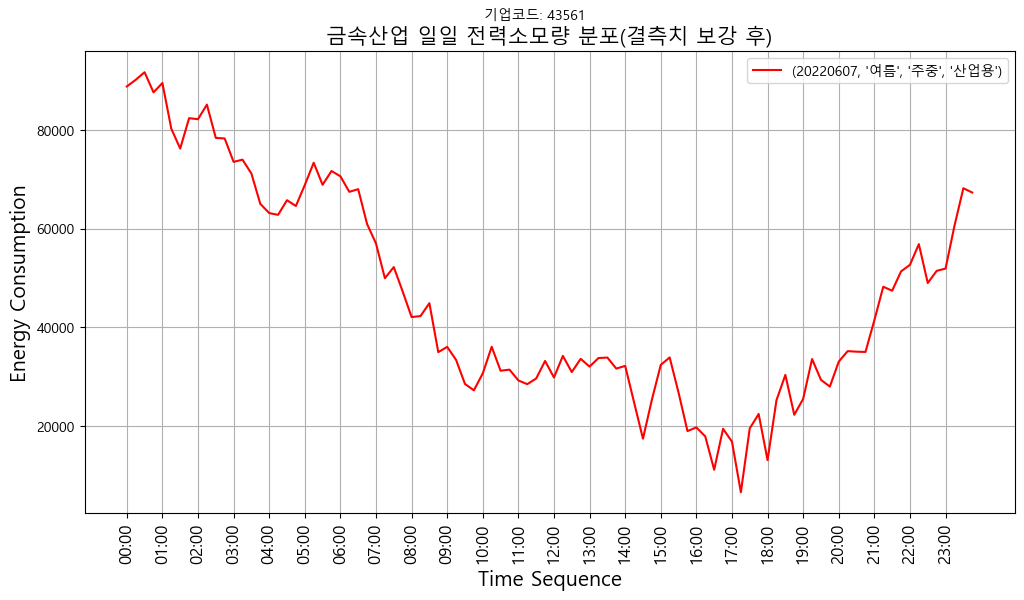 기업코드: 43561
금속산업 일일 전력소모량 분포(결측치 보강 후)
(20220607, '여름', '주중', '산업용')
Energy Consumption
80000
60000
40000
20000
00:00 01:00 02:00 03:00 04:00 05:00 06:00 07:00 08:00 09:00 10:00 11:00 12:00 13:00 14:00 15:00 16:00 17:00 18:00 19:00 20:00 21:00 22:00 23:00
Time Sequence